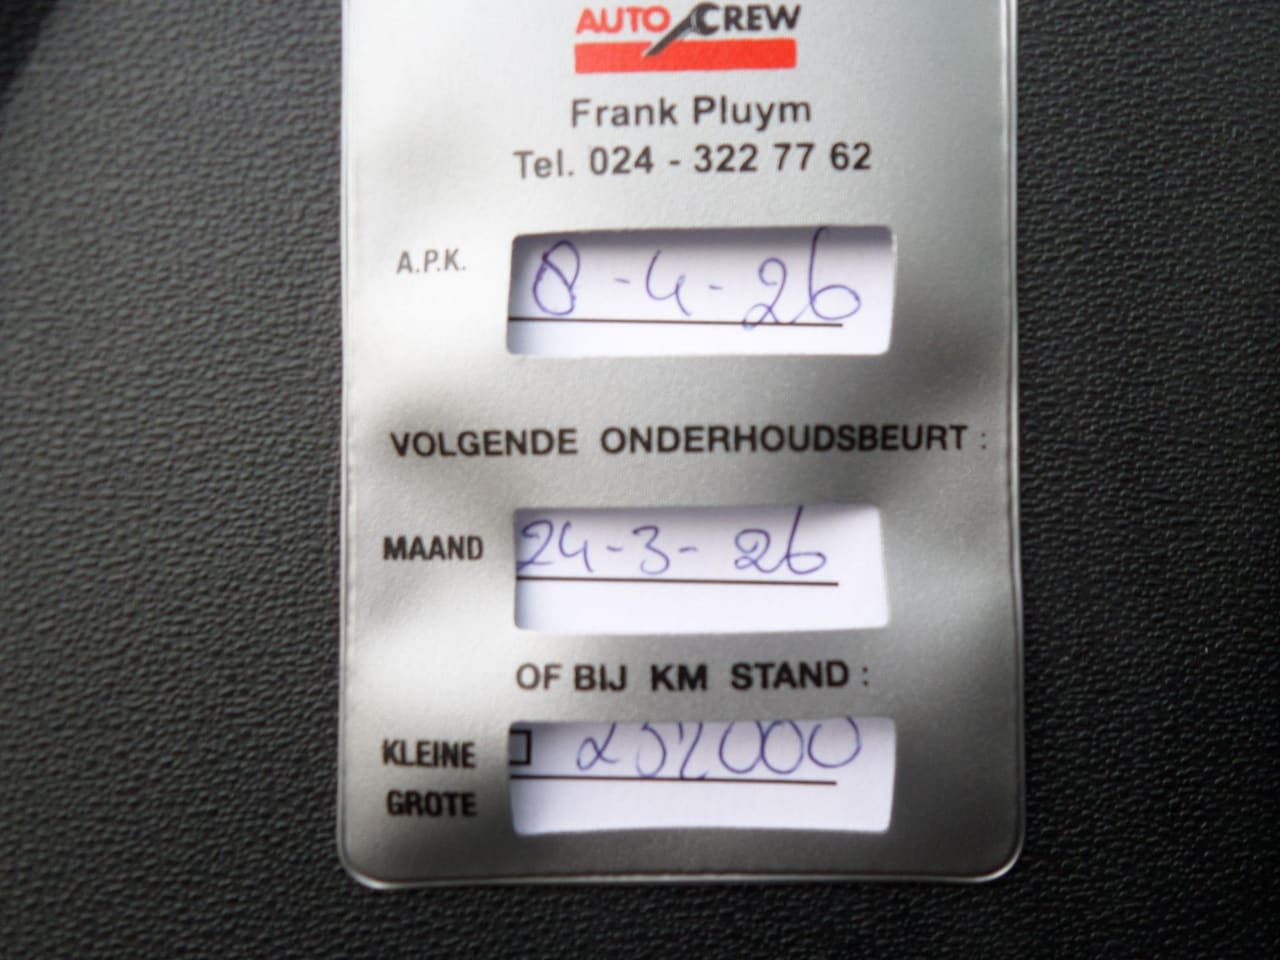 AUTO CREW
Frank Pluym
Tel. 024 - 322 77 62
A.P.K. 8-4-26
VOLGENDE ONDERHOUDSBEURT :
MAAND 24-3-26
OF BIJ KM STAND :
KLEINE
GROTE